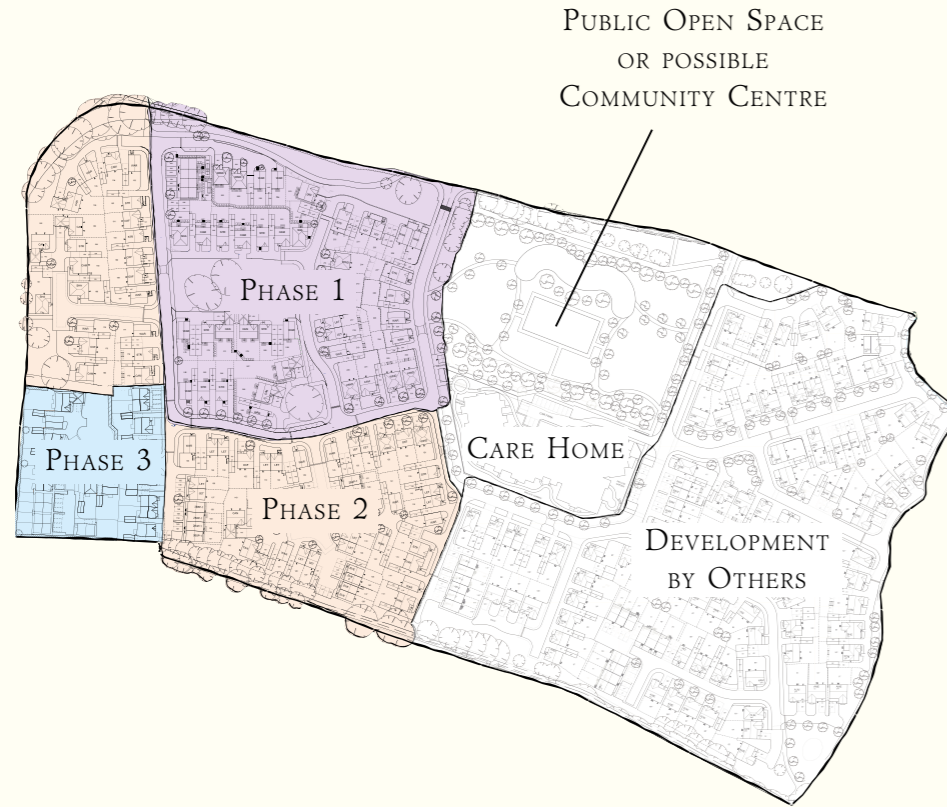 Public Open Space
or possible
Community Centre
Phase 1
Phase 3
Phase 2
Care Home
Development
by Others